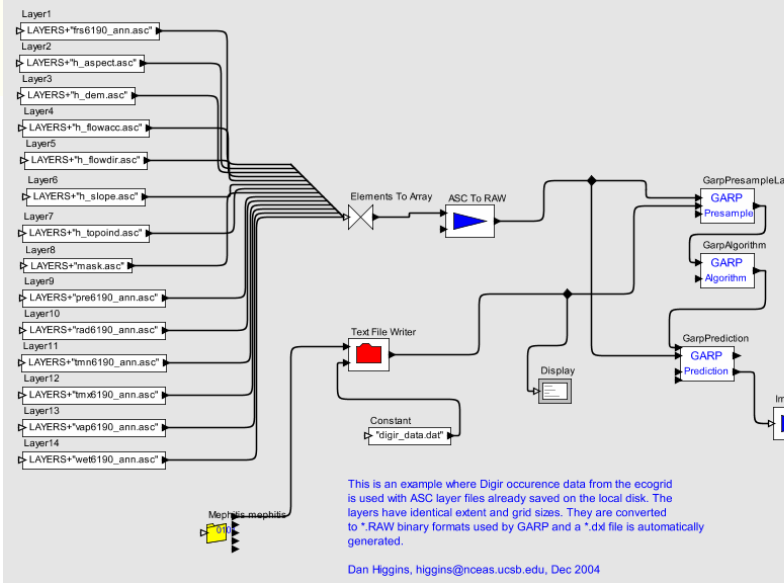 Layer1
LAYERS+"frs6190_ann.asc"
Layer2
LAYERS+"h_aspect.asc"
Layer3
LAYERS+"h_dem.asc"
Layer4
LAYERS+"h_flowacc.asc"
Layer5
LAYERS+"h_flowdir.asc"
Layer6
LAYERS+"h_slope.asc"
Layer7
LAYERS+"h_topoind.asc"
Layer8
LAYERS+"mask.asc"
Layer9
LAYERS+"pre6190_ann.asc"
Layer10
LAYERS+"rad6190_ann.asc"
Layer11
LAYERS+"tmn6190_ann.asc"
Layer12
LAYERS+"tmx6190_ann.asc"
Layer13
LAYERS+"vap6190_ann.asc"
Layer14
LAYERS+"wet6190_ann.asc"
Elements To Array
ASC To RAW
GarpPresampleLa
GARP
Presample
GarpAlgorithm
GARP
Algorithm
GarpPrediction
GARP
Prediction
Text File Writer
Display
Constant
"digir_data.dat"
Mephitis mephitis
010
Im
This is an example where Digir occurence data from the ecogrid
is used with ASC layer files already saved on the local disk. The
layers have identical extent and grid sizes. They are converted
to *.RAW binary formats used by GARP and a *.dxl file is automatically
generated.
Dan Higgins, higgins@nceas.ucsb.edu, Dec 2004